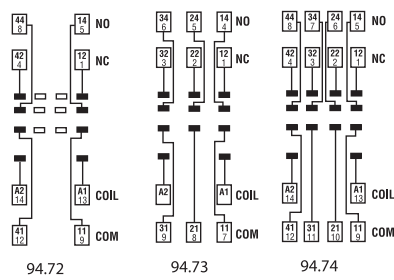 44 14 NO
8 5
42 12 NC
4 1
A2 A1 COIL
14 13
41 11 COM
12 9
94.72
34 24 14 NO
6 5 4
32 22 12 NC
3 2 1
A2 A1 COIL
31 21 11 COM
9 8 7
94.73
44 34 24 14 NO
8 7 6 5
42 32 22 12 NC
4 3 2 1
A2 A1 COIL
14 13
41 31 21 11 COM
12 11 10 9
94.74